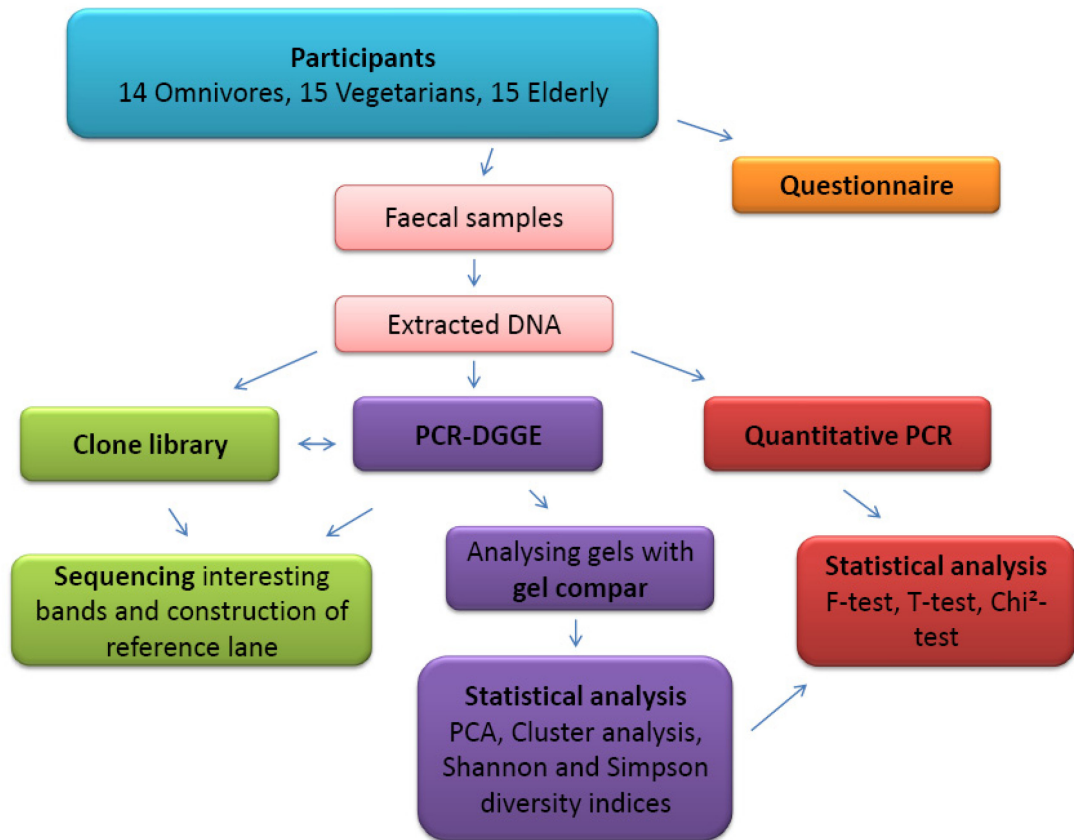 Participants
14 Omnivores, 15 Vegetarians, 15 Elderly
Questionnaire
Faecal samples
Extracted DNA
Clone library
PCR-DGGE
Quantitative PCR
Sequencing interesting
bands and construction of
reference lane
Analysing gels with
gel compar
Statistical analysis
F-test, T-test, Chi²-
test
Statistical analysis
PCA, Cluster analysis,
Shannon and Simpson
diversity indices